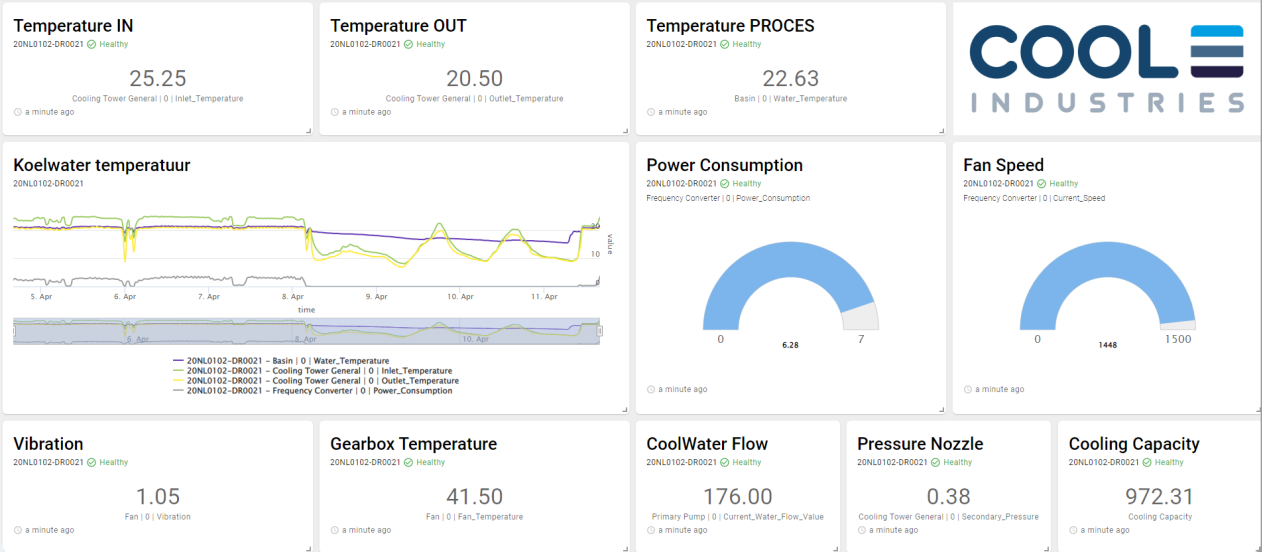 Temperature IN
20NL0102-DR0021 Healthy
25.25
Cooling Tower General | 0 | Inlet_Temperature
a minute ago
Temperature OUT
20NL0102-DR0021 Healthy
20.50
Cooling Tower General | 0 | Outlet_Temperature
a minute ago
Temperature PROCES
20NL0102-DR0021 Healthy
22.63
Basin | 0 | Water_Temperature
a minute ago
COOL
INDUSTRIES
Koelwater temperatuur
20NL0102-DR0021
20
10
0
value
5. Apr 6. Apr 7. Apr 8. Apr 9. Apr 10. Apr 11. Apr
time
6. Apr 8. Apr 10. Apr
20NL0102-DR0021 - Basin | 0 | Water_Temperature
20NL0102-DR0021 - Cooling Tower General | 0 | Inlet_Temperature
20NL0102-DR0021 - Cooling Tower General | 0 | Outlet_Temperature
20NL0102-DR0021 - Frequency Converter | 0 | Power_Consumption
Power Consumption
20NL0102-DR0021 Healthy
Frequency Converter | 0 | Power_Consumption
0 7
6.28
a minute ago
Fan Speed
20NL0102-DR0021 Healthy
Frequency Converter | 0 | Current_Speed
0 1500
1448
a minute ago
Vibration
20NL0102-DR0021 Healthy
1.05
Fan | 0 | Vibration
a minute ago
Gearbox Temperature
20NL0102-DR0021 Healthy
41.50
Fan | 0 | Fan_Temperature
a minute ago
CoolWater Flow
20NL0102-DR0021 Healthy
176.00
Primary Pump | 0 | Current_Water_Flow_Value
a minute ago
Pressure Nozzle
20NL0102-DR0021 Healthy
0.38
Cooling Tower General | 0 | Secondary_Pressure
a minute ago
Cooling Capacity
20NL0102-DR0021 Healthy
972.31
Cooling Capacity
a minute ago